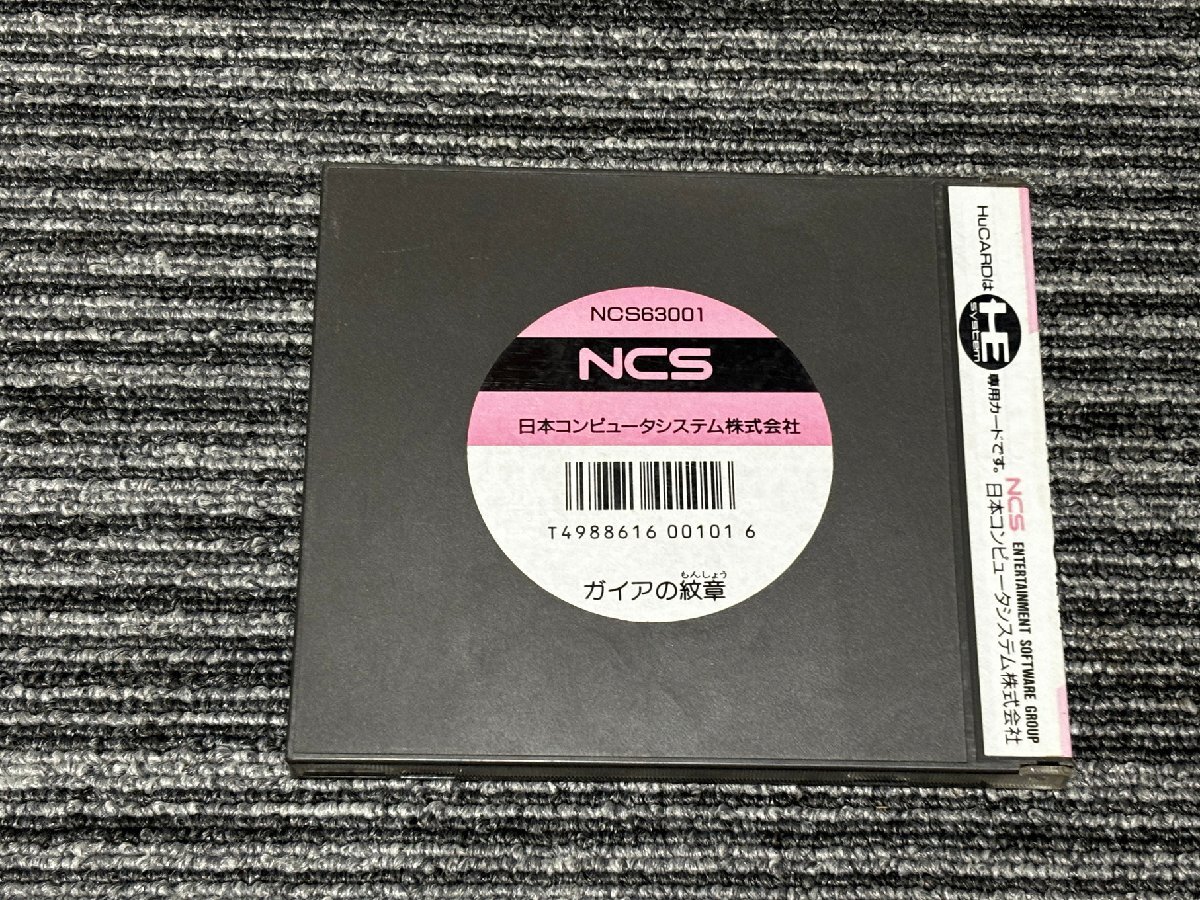 NCS63001
NCS
日本コンピュータシステム株式会社
T4988616 00101 6
もんしょう
ガイアの紋章
HuCARDは HE system 専用カードです。
NCS ENTERTAINMENT SOFTWARE GROUP
日本コンピュータシステム株式会社